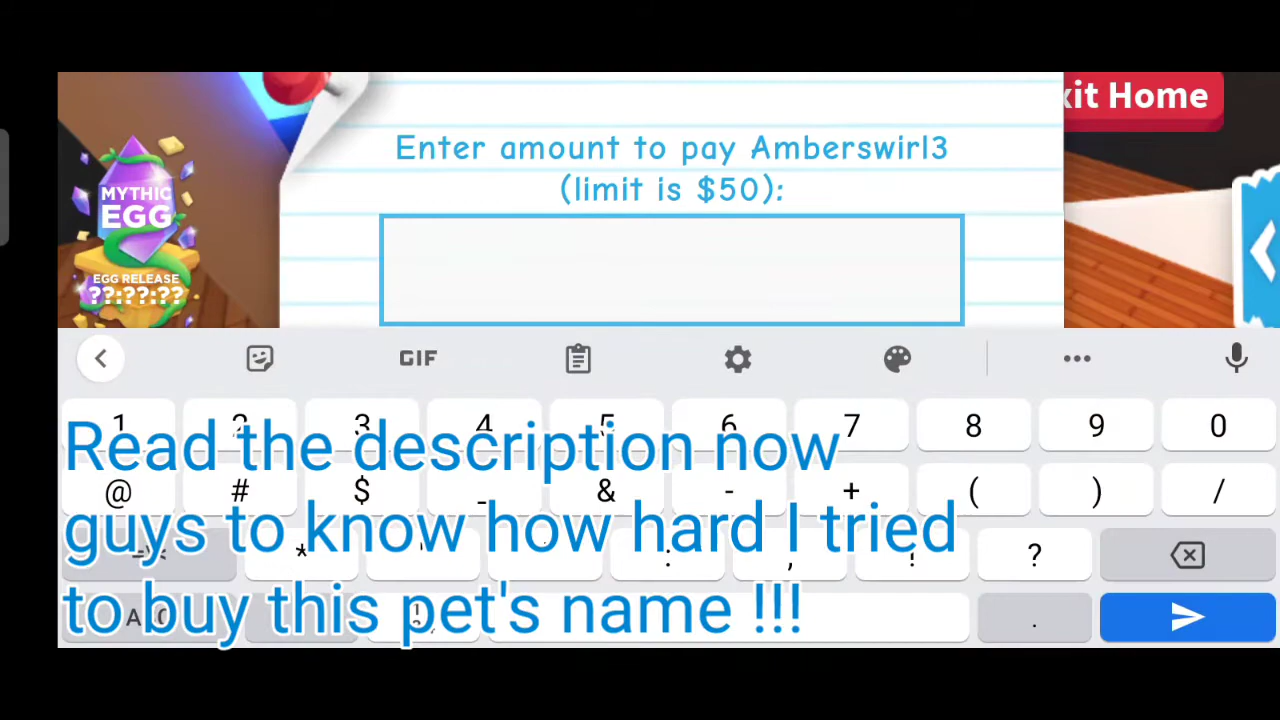 xit Home
Enter amount to pay Amberswirl3
(limit is $50):
MYTHIC
EGG
EGG RELEASE
??:??:??
GIF
1 2 3 4 5 6 7 8 9 0
@ # $ _ & - + ( ) /
* : ! ?
.
Read the description now
guys to know how hard I tried
to buy this pet's name !!!